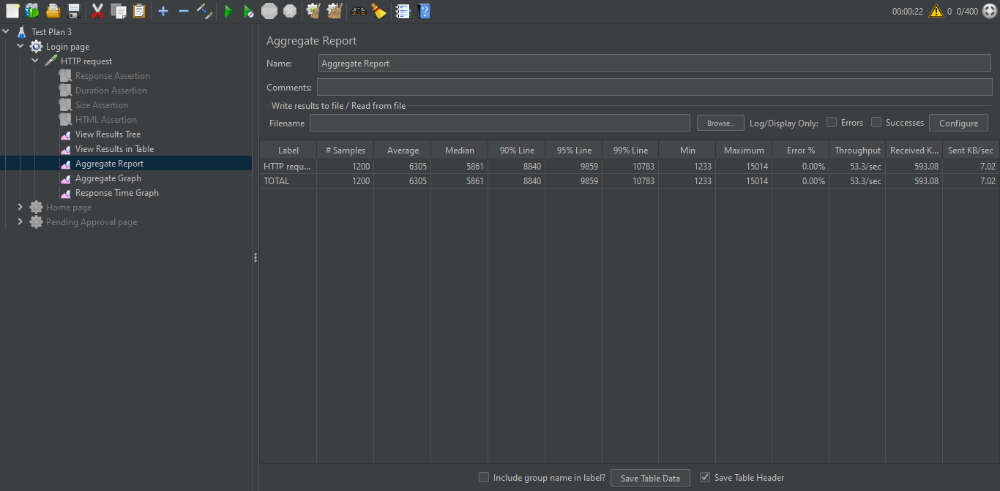 00:00:22 0 0/400
Test Plan 3
Login page
HTTP request
Response Assertion
Duration Assertion
Size Assertion
HTML Assertion
View Results Tree
View Results in Table
Aggregate Report
Aggregate Graph
Response Time Graph
Home page
Pending Approval page
Aggregate Report
Name: Aggregate Report
Comments:
Write results to file / Read from file
Filename Browse... Log/Display Only: Errors Successes Configure
Label # Samples Average Median 90% Line 95% Line 99% Line Min Maximum Error % Throughput Received K... Sent KB/sec
HTTP requ... 1200 6305 5861 8840 9859 10783 1233 15014 0.00% 53.3/sec 593.08 7.02
TOTAL 1200 6305 5861 8840 9859 10783 1233 15014 0.00% 53.3/sec 593.08 7.02
Include group name in label? Save Table Data Save Table Header